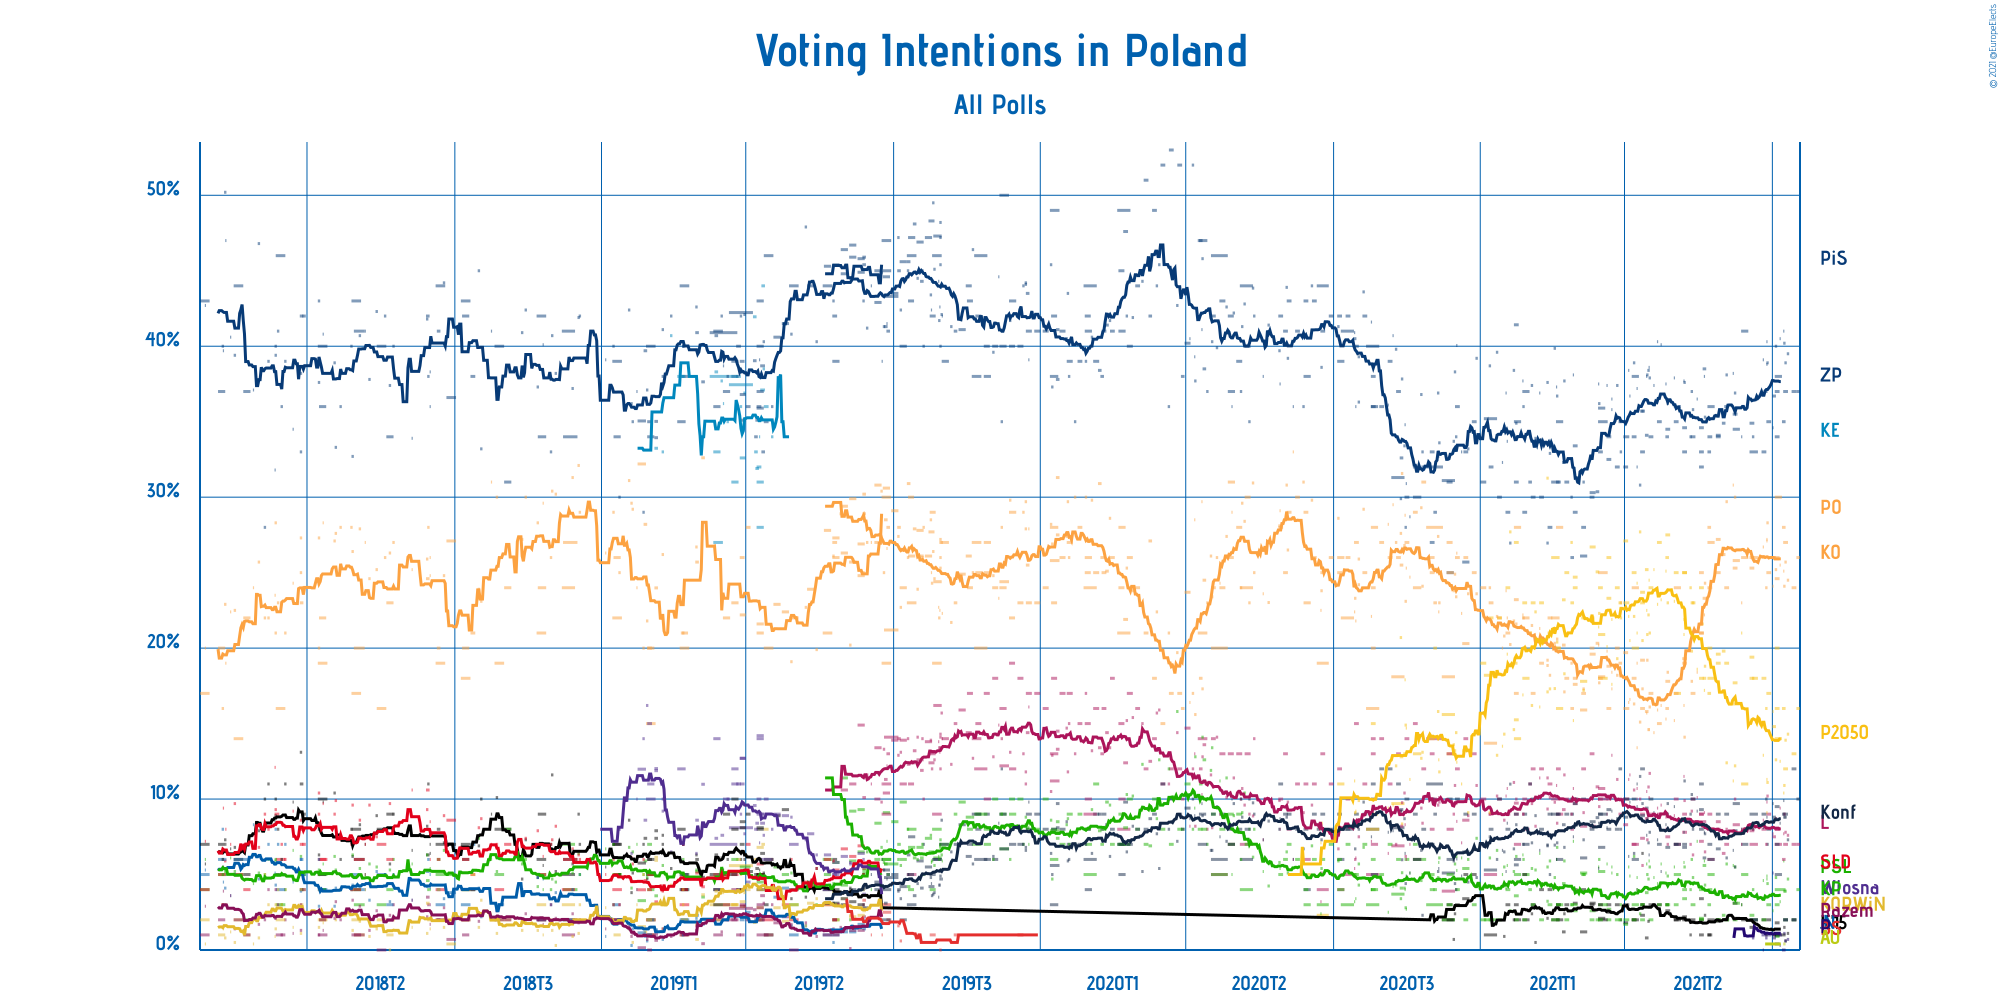 © 2021 @EuropeElects
Voting Intentions in Poland
All Polls
50%
40%
30%
20%
10%
0%
PiS
ZP
KE
PO
KO
P2050
Konf
L
SLD
PSL
Wiosna
KORWiN
Razem
AU
2018T2
2018T3
2019T1
2019T2
2019T3
2020T1
2020T2
2020T3
2021T1
2021T2